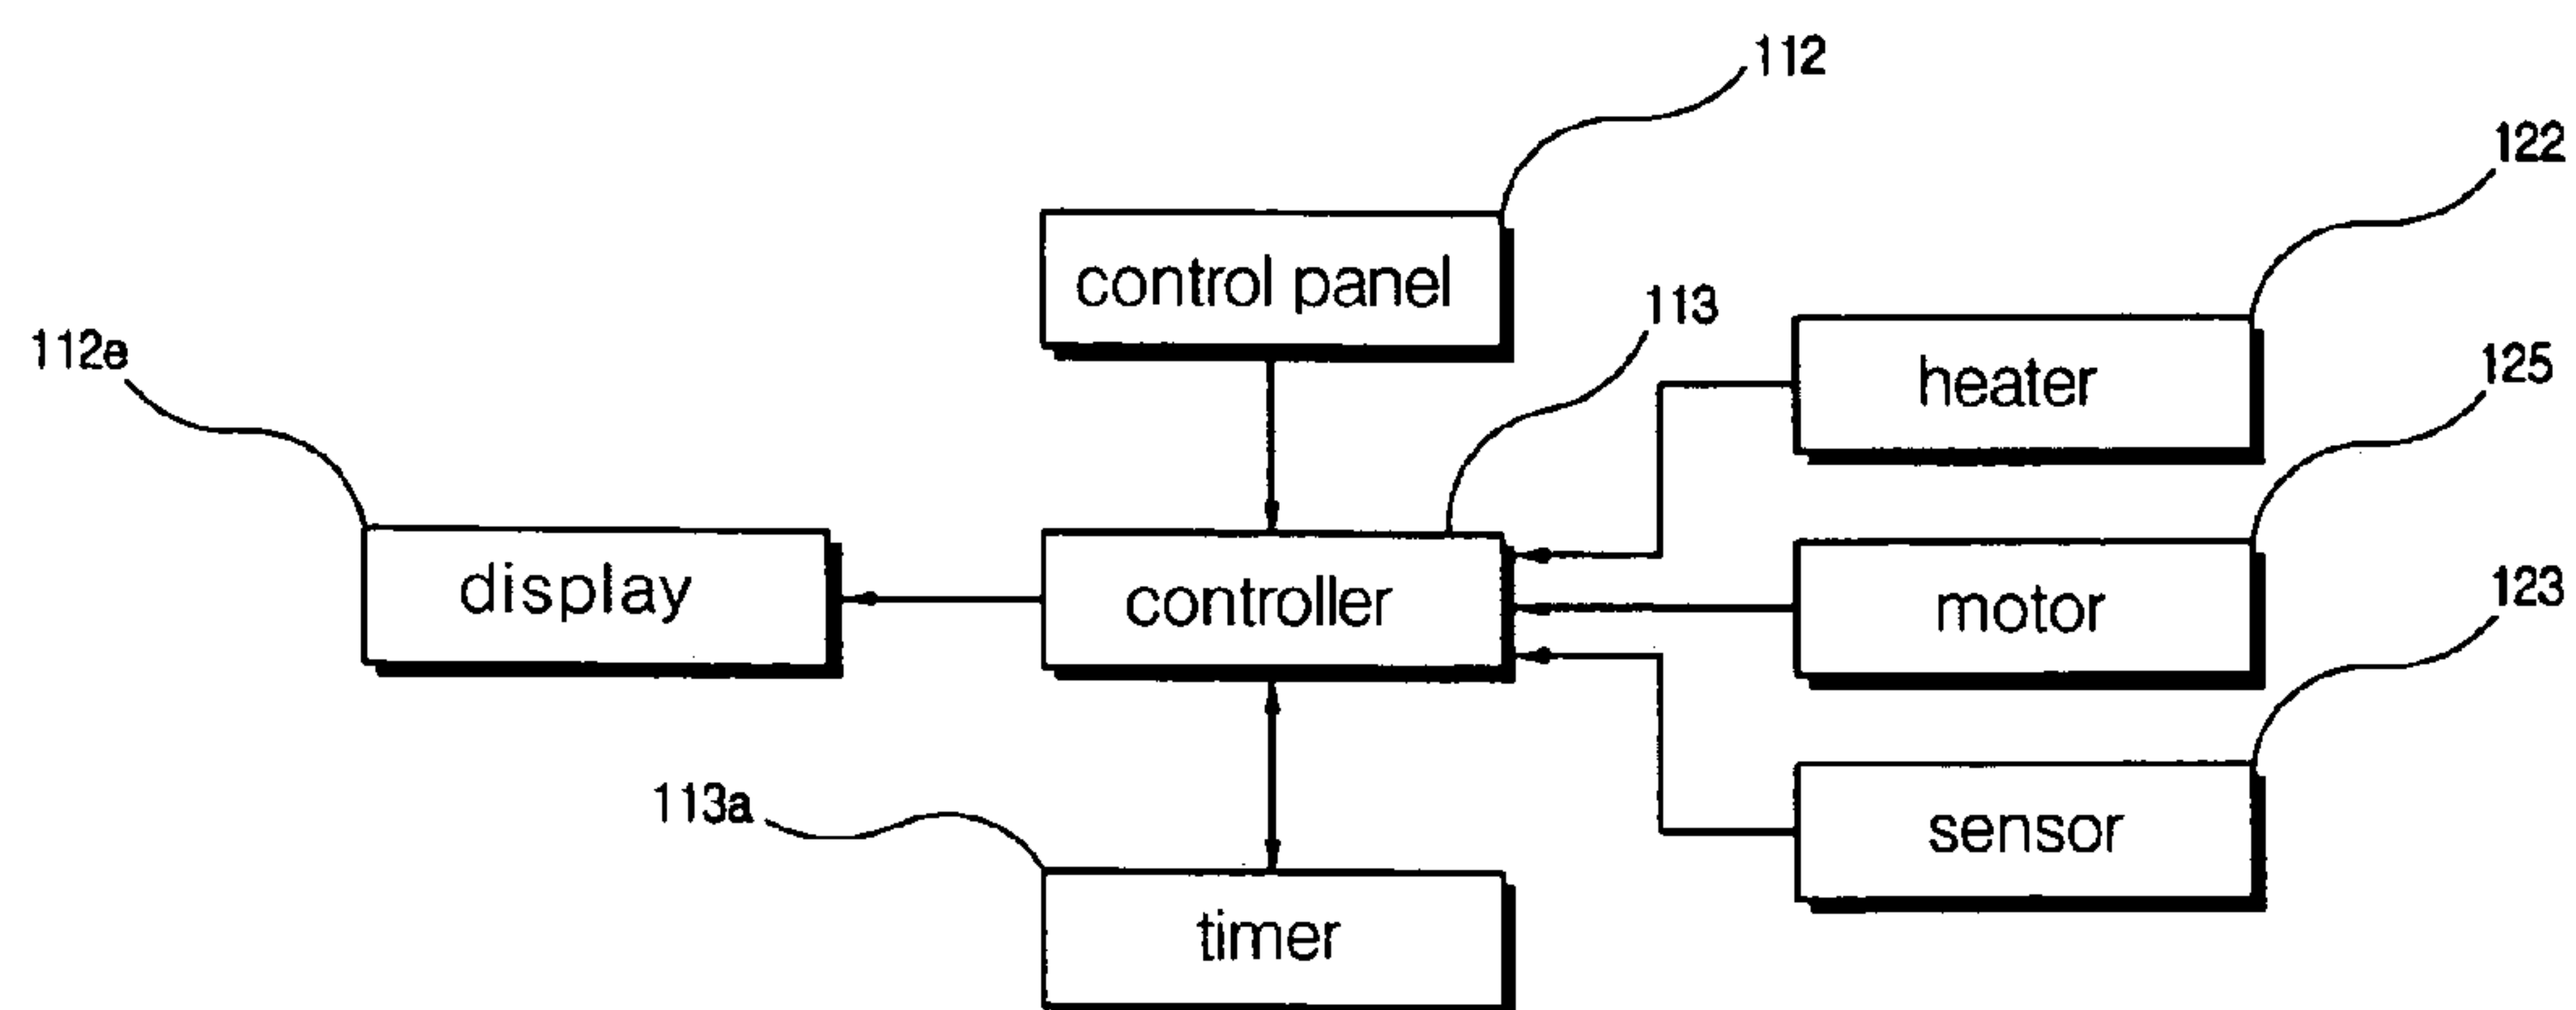 112
122
control panel
113
112e
heater
125
display
controller
motor
123
113a
sensor
timer